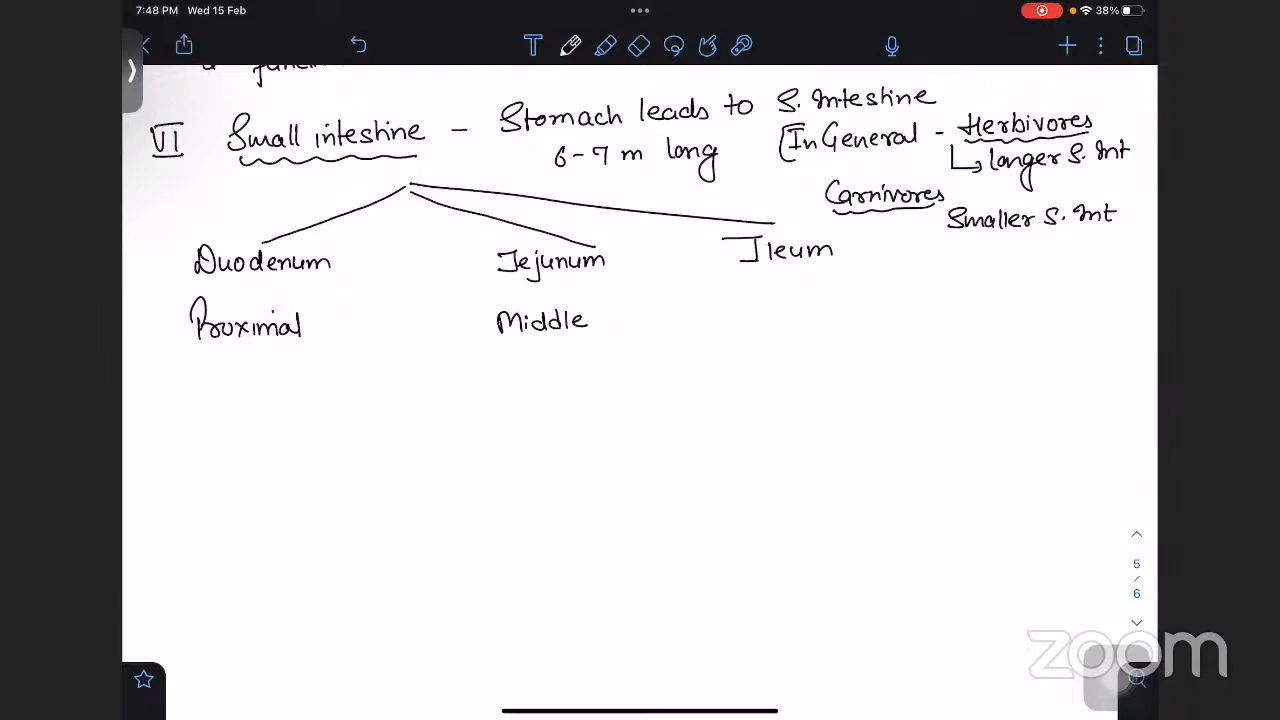 7:48 PM Wed 15 Feb
38%
VI Small intestine - Stomach leads to S. Intestine
6-7 m long
[In General - Herbivores
longer S. Int
Carnivores
Smaller S. Int
Duodenum Jejunum Ileum
Proximal Middle
5
/
6
zoom